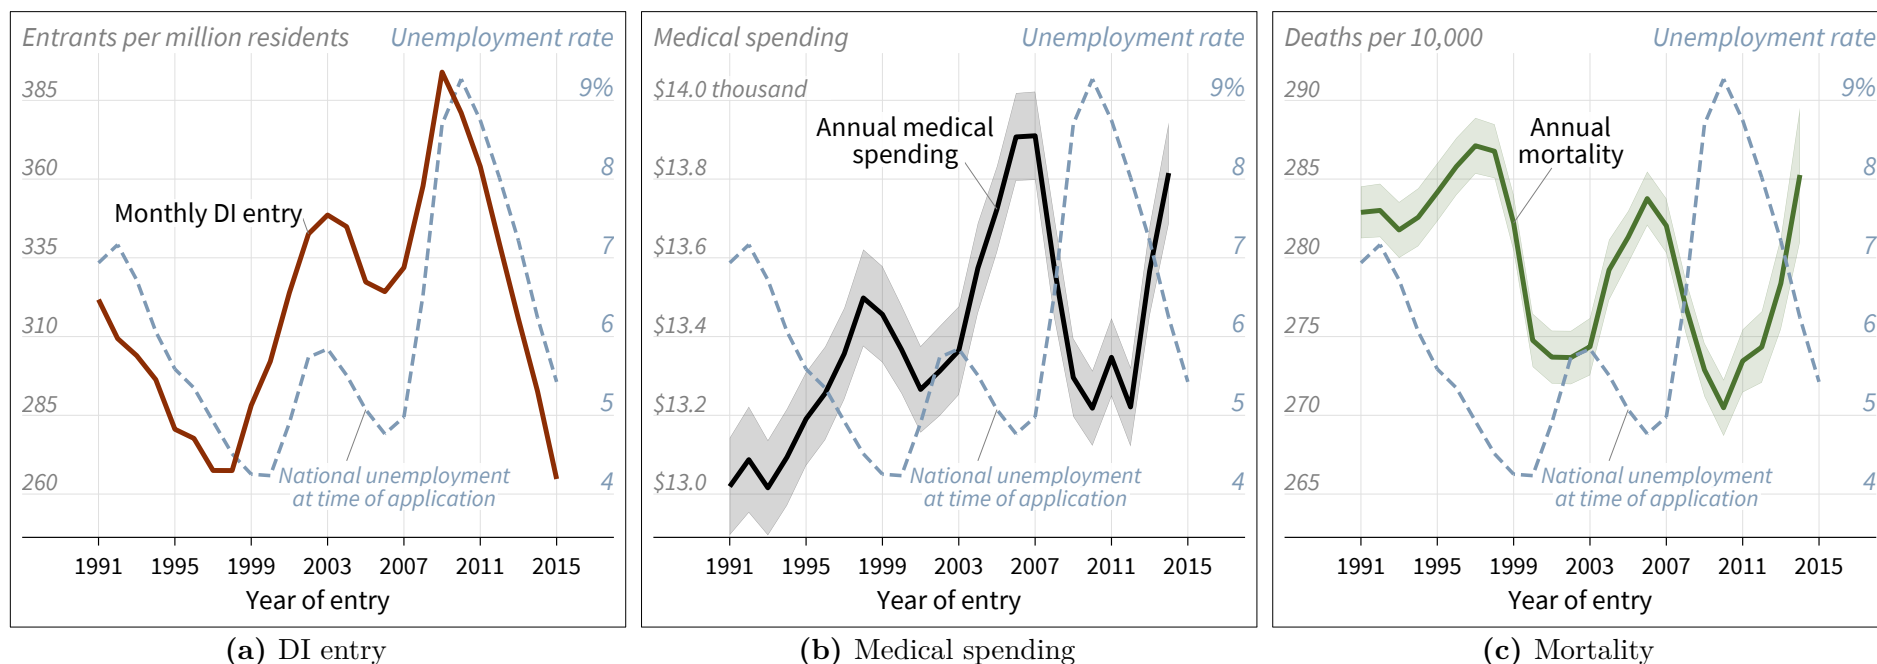 Entrants per million residents Unemployment rate
385 9%
360 8
Monthly DI entry
335 7
310 6
285 5
National unemployment
at time of application
260 4
1991 1995 1999 2003 2007 2011 2015
Year of entry
(a) DI entry
Medical spending Unemployment rate
$14.0 thousand 9%
Annual medical
spending
$13.8 8
$13.6 7
$13.4 6
$13.2 5
National unemployment
at time of application
$13.0 4
1991 1995 1999 2003 2007 2011 2015
Year of entry
(b) Medical spending
Deaths per 10,000 Unemployment rate
290 9%
Annual
mortality
285 8
280 7
275 6
270 5
National unemployment
at time of application
265 4
1991 1995 1999 2003 2007 2011 2015
Year of entry
(c) Mortality